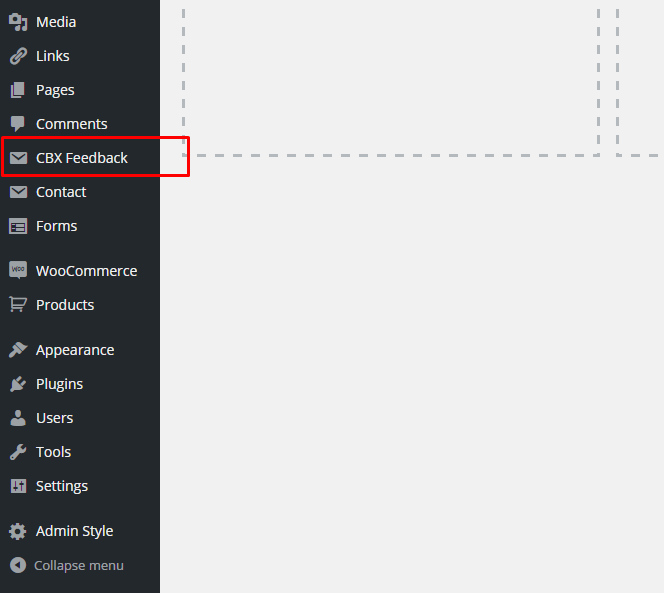 Media
Links
Pages
Comments
CBX Feedback
Contact
Forms
WOO WooCommerce
Products
Appearance
Plugins
Users
Tools
Settings
Admin Style
Collapse menu